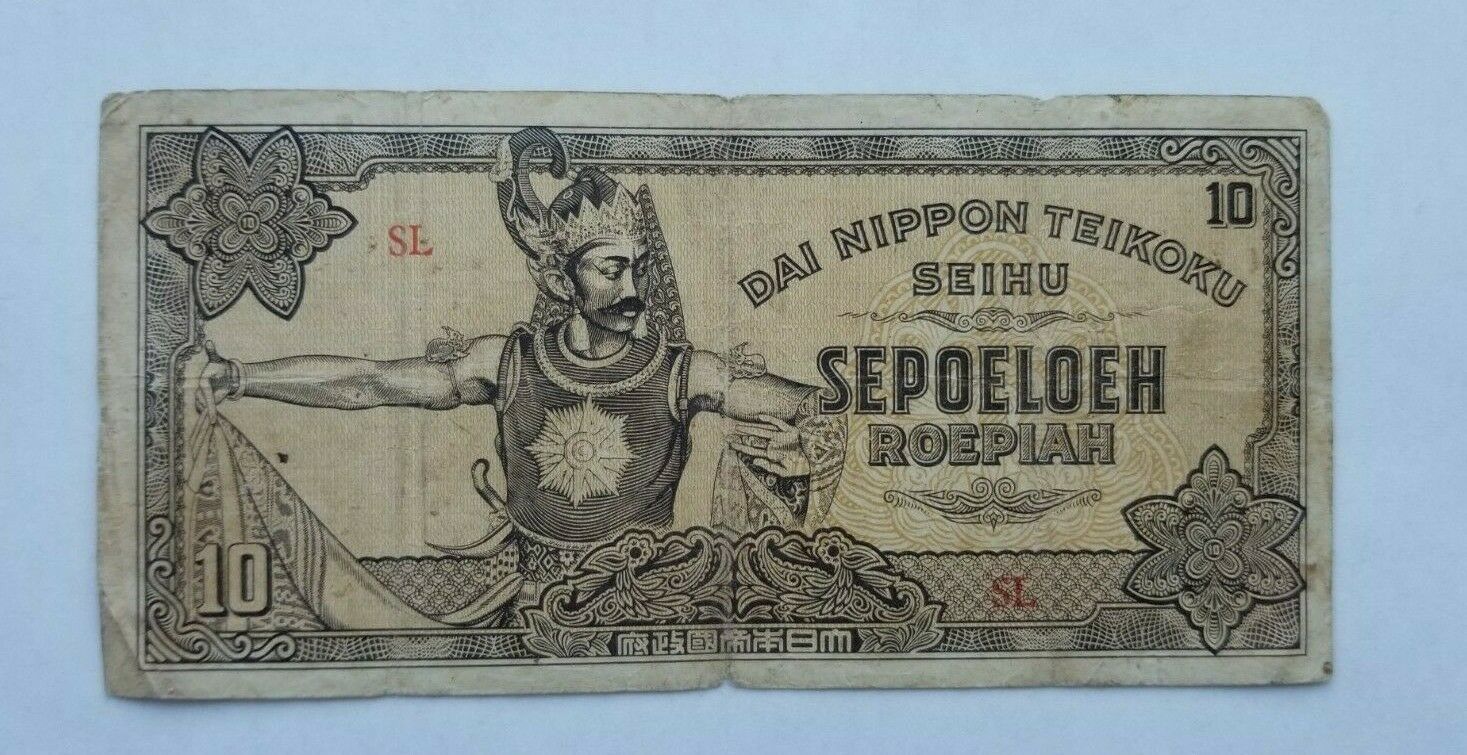 10
SL
DAI NIPPON TEIKOKU
SEIHU
SEPOELOEH
ROEPIAH
10
SL
府政國帝本日大